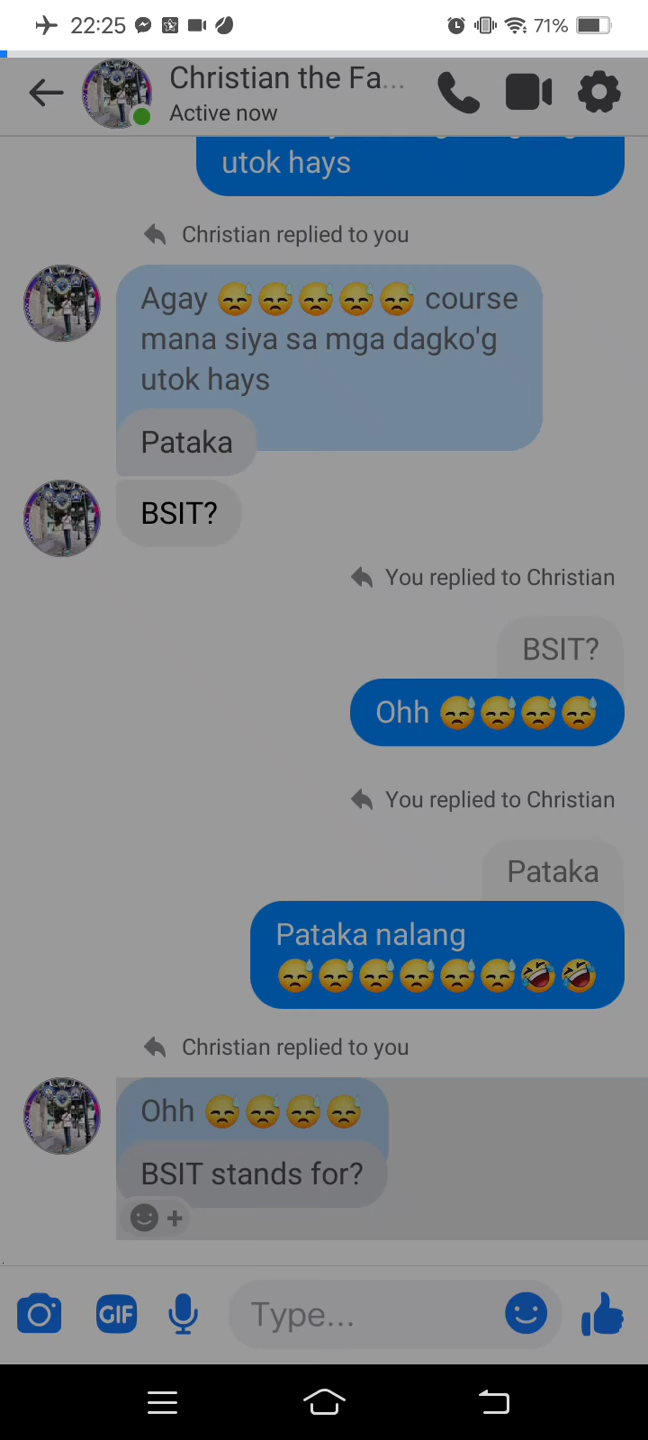 22:25
71%
Christian the Fa...
Active now
utok hays
Christian replied to you
Agay 😓😓😓😓😓 course
mana siya sa mga dagko'g
utok hays
Pataka
BSIT?
You replied to Christian
BSIT?
Ohh 😓😓😓😓
You replied to Christian
Pataka
Pataka nalang
😓😓😓😓😓😓🤣🤣
Christian replied to you
Ohh 😓😓😓😓
BSIT stands for?
GIF
Type...